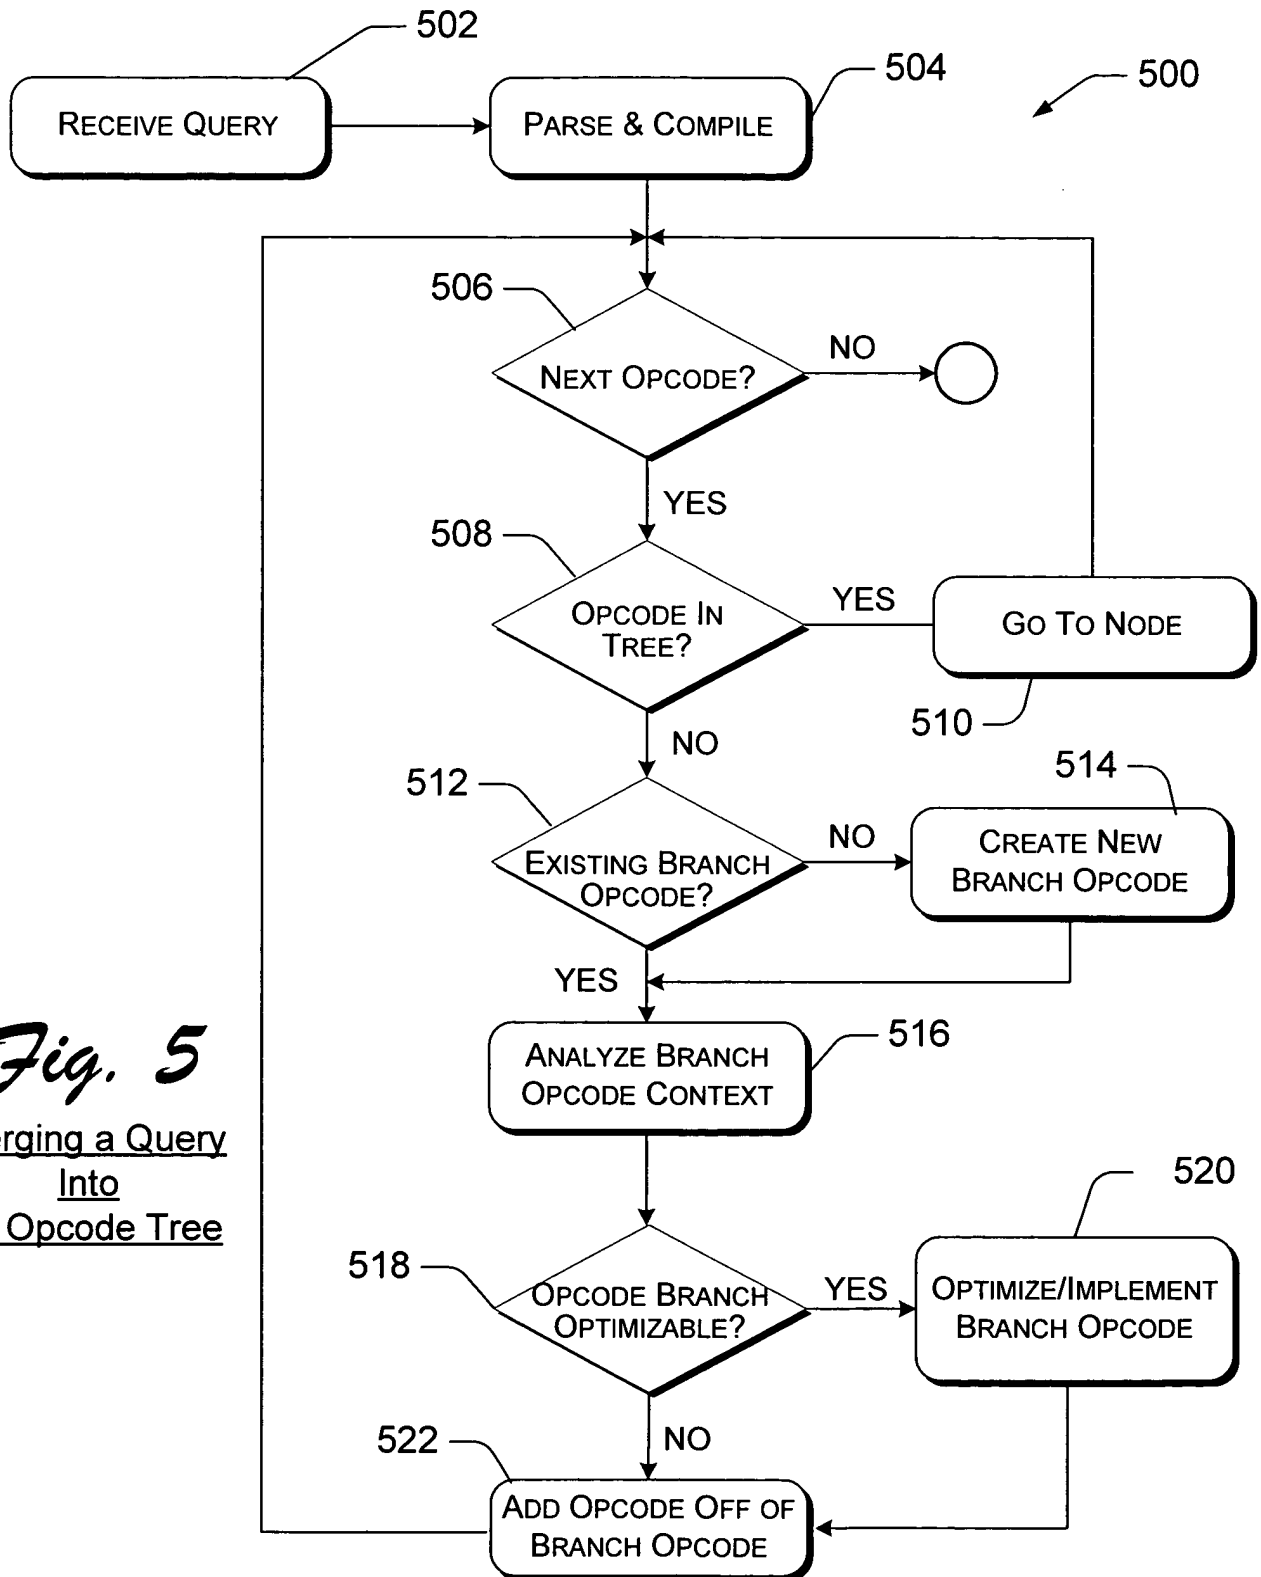 502
RECEIVE QUERY
PARSE & COMPILE
504
500
506
NEXT OPCODE?
NO
YES
508
OPCODE IN
TREE?
YES
GO TO NODE
510
NO
512
EXISTING BRANCH
OPCODE?
NO
514
CREATE NEW
BRANCH OPCODE
YES
ANALYZE BRANCH
OPCODE CONTEXT
516
518
OPCODE BRANCH
OPTIMIZABLE?
YES
520
OPTIMIZE/IMPLEMENT
BRANCH OPCODE
NO
522
ADD OPCODE OFF OF
BRANCH OPCODE
Fig. 5
erging a Query
Into
Opcode Tree